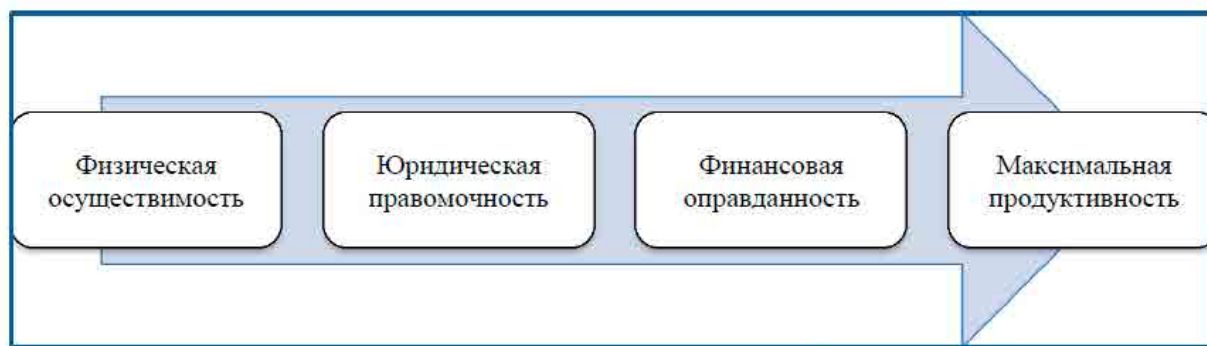 Физическая
осуществимость
Юридическая
правомочность
Финансовая
оправданность
Максимальная
продуктивность